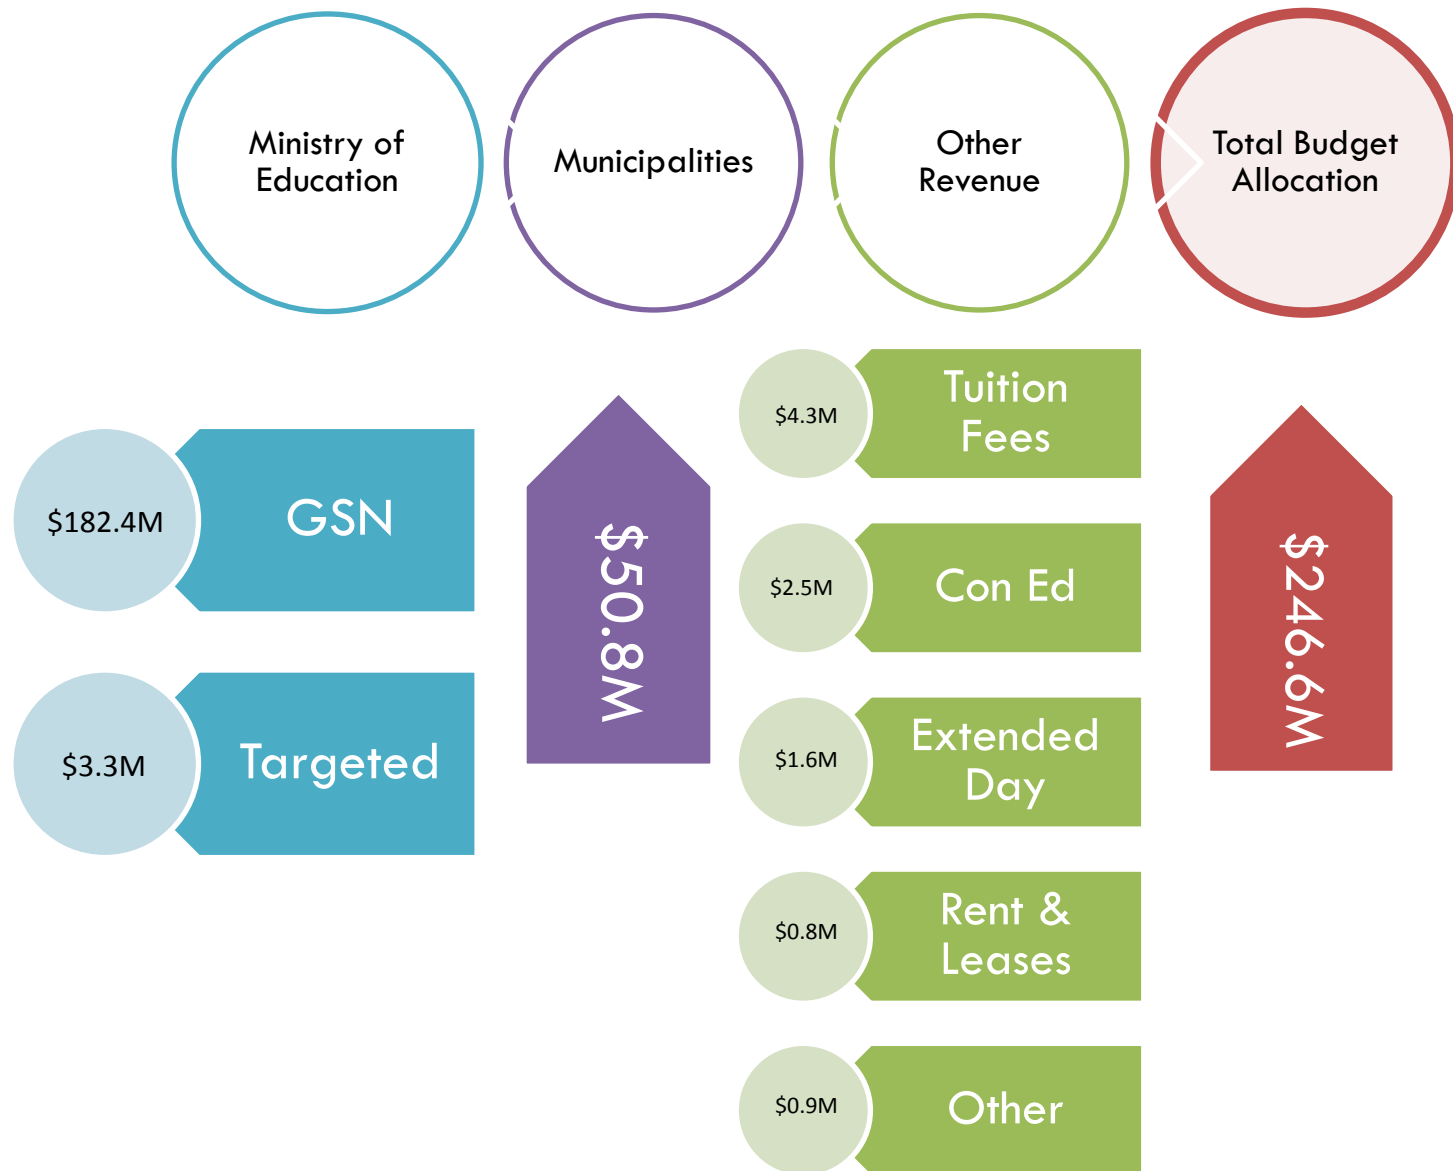 Ministry of
Education
Municipalities
Other
Revenue
Total Budget
Allocation
$182.4M
GSN
$3.3M
Targeted
$50.8M
$4.3M
Tuition
Fees
$2.5M
Con Ed
$1.6M
Extended
Day
$0.8M
Rent &
Leases
$0.9M
Other
$246.6M